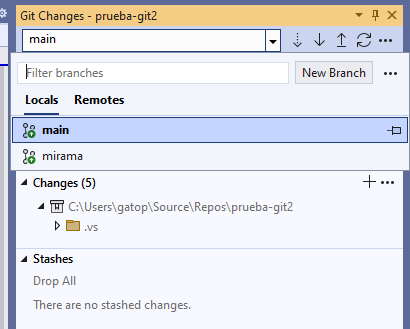 Git Changes - prueba-git2
main
Filter branches
New Branch
Locals Remotes
main
mirama
Changes (5)
C:\Users\gatop\Source\Repos\prueba-git2
.vs
Stashes
Drop All
There are no stashed changes.